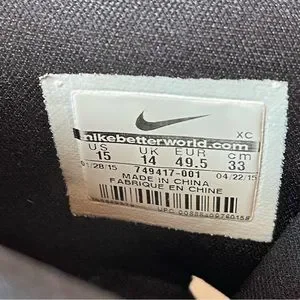 XC
nikebetterworld.com
US UK EUR cm
15 14 49.5 33
01/28/15 749417-001 04/22/15
MADE IN CHINA
FABRIQUÉ EN CHINE